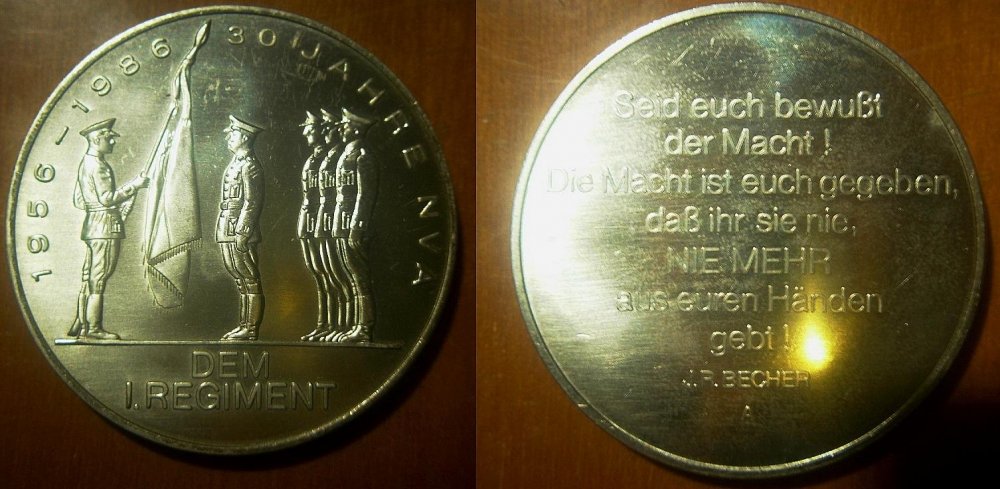 1956-1986 30 JAHRE NVA
DEM
I. REGIMENT
Seid euch bewußt
der Macht!
Die Macht ist euch gegeben,
daß ihr sie nie,
NIE MEHR
aus euren Händen
gebt!
J.R. BECHER
A